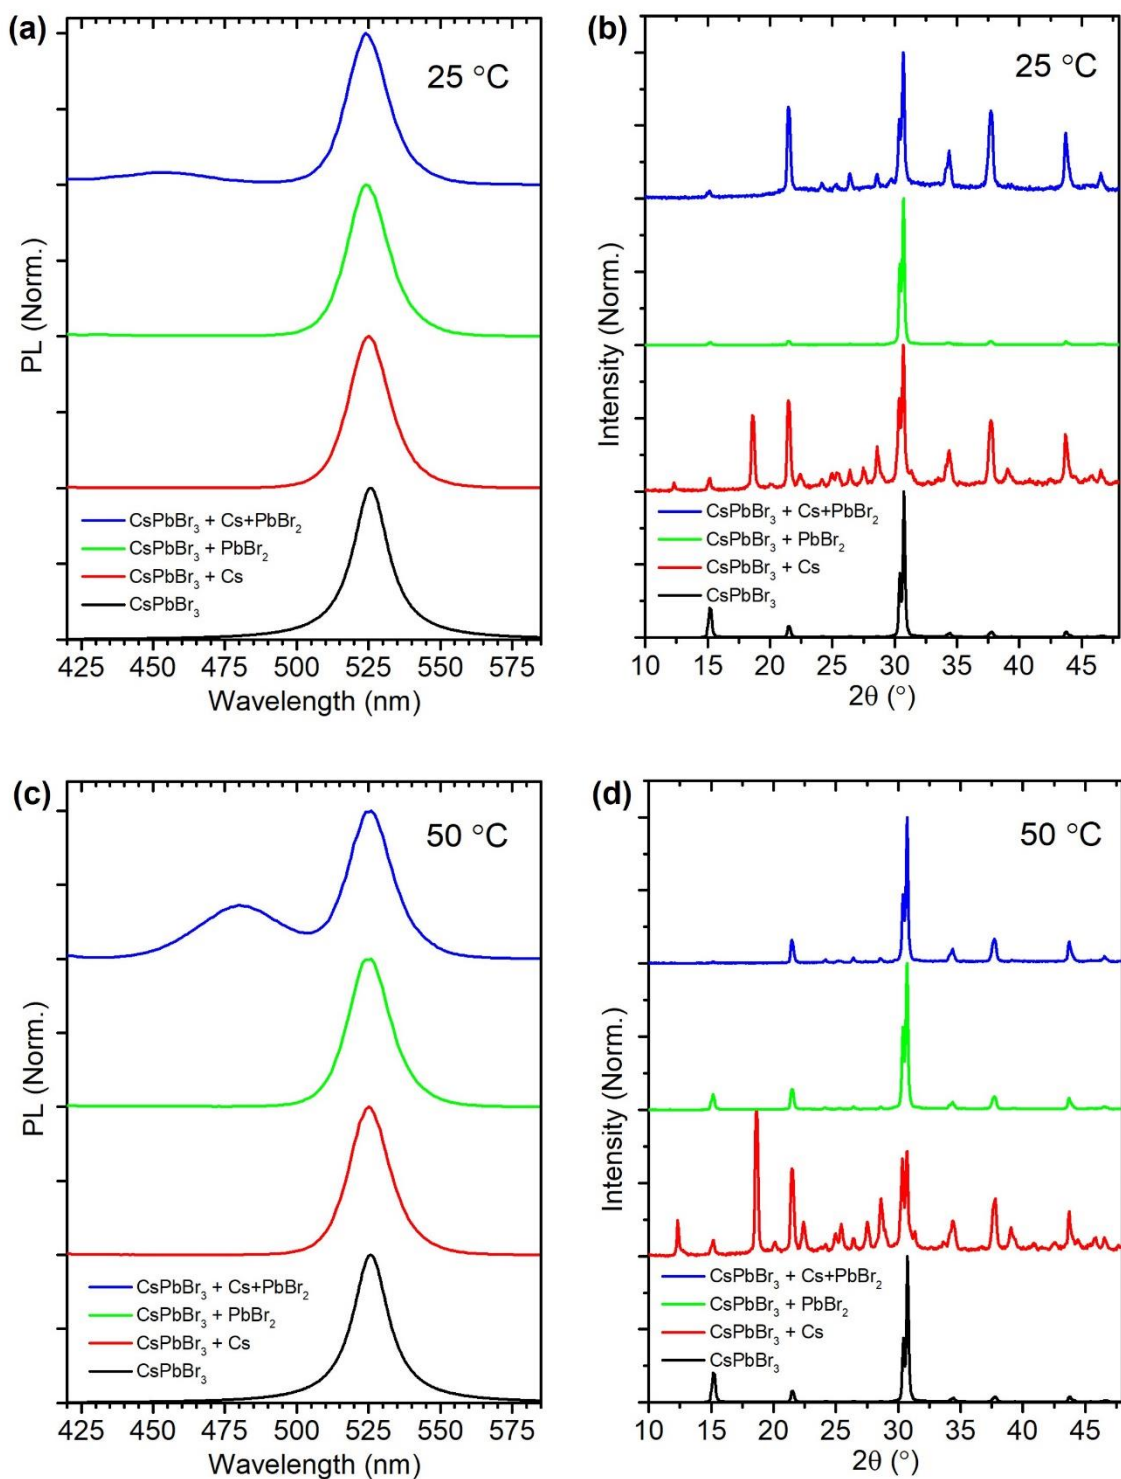 (a)
25 °C
PL (Norm.)
CsPbBr₃ + Cs+PbBr₂
CsPbBr₃ + PbBr₂
CsPbBr₃ + Cs
CsPbBr₃
425 450 475 500 525 550 575
Wavelength (nm)
(b)
25 °C
Intensity (Norm.)
CsPbBr₃ + Cs+PbBr₂
CsPbBr₃ + PbBr₂
CsPbBr₃ + Cs
CsPbBr₃
10 15 20 25 30 35 40 45
2θ (°)
(c)
50 °C
PL (Norm.)
CsPbBr₃ + Cs+PbBr₂
CsPbBr₃ + PbBr₂
CsPbBr₃ + Cs
CsPbBr₃
425 450 475 500 525 550 575
Wavelength (nm)
(d)
50 °C
Intensity (Norm.)
CsPbBr₃ + Cs+PbBr₂
CsPbBr₃ + PbBr₂
CsPbBr₃ + Cs
CsPbBr₃
10 15 20 25 30 35 40 45
2θ (°)